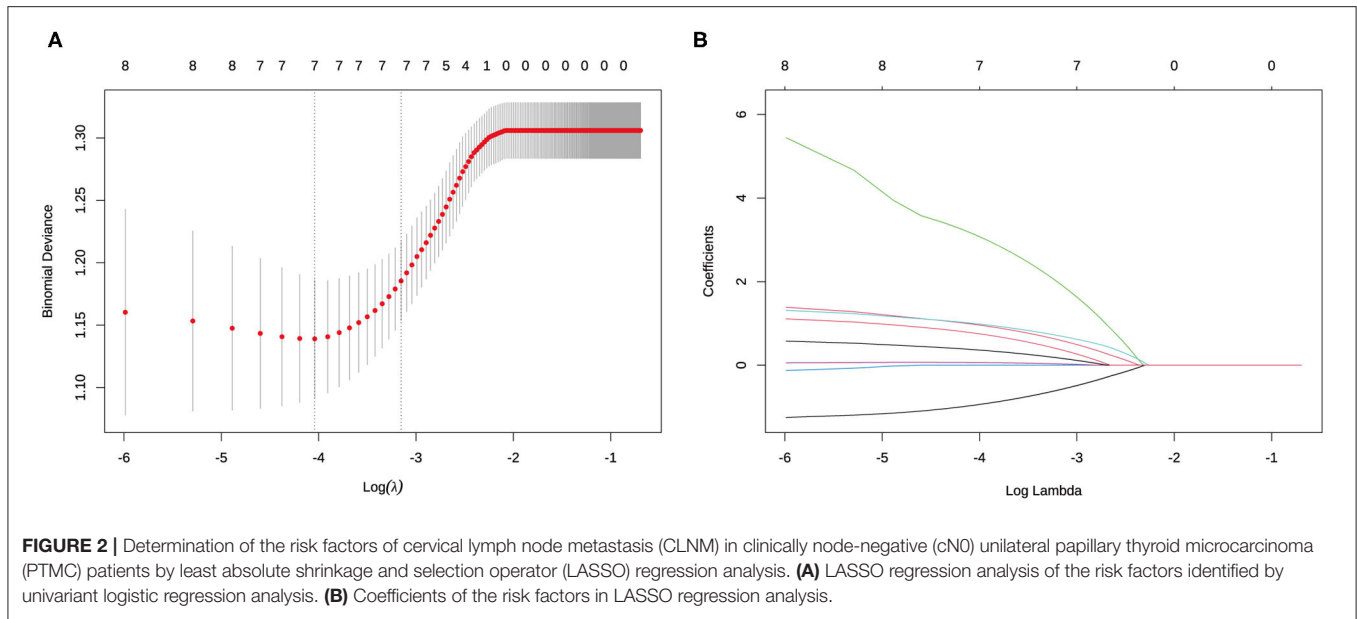 A
8 8 8 7 7 7 7 7 7 7 7 5 4 1 0 0 0 0 0 0 0
1.30
1.25
1.20
1.15
1.10
Binomial Deviance
-6 -5 -4 -3 -2 -1
Log(λ)
B
8 8 7 7 0 0
6
4
2
0
Coefficients
-6 -5 -4 -3 -2 -1
Log Lambda
FIGURE 2 | Determination of the risk factors of cervical lymph node metastasis (CLNM) in clinically node-negative (cN0) unilateral papillary thyroid microcarcinoma
(PTMC) patients by least absolute shrinkage and selection operator (LASSO) regression analysis. (A) LASSO regression analysis of the risk factors identified by
univariant logistic regression analysis. (B) Coefficients of the risk factors in LASSO regression analysis.